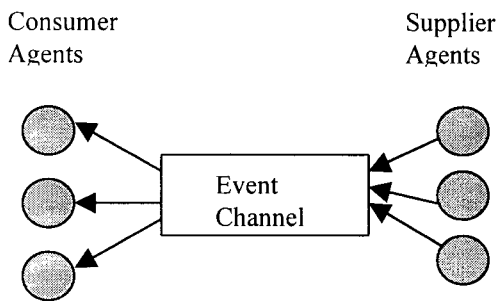 Consumer
Agents
Supplier
Agents
Event
Channel